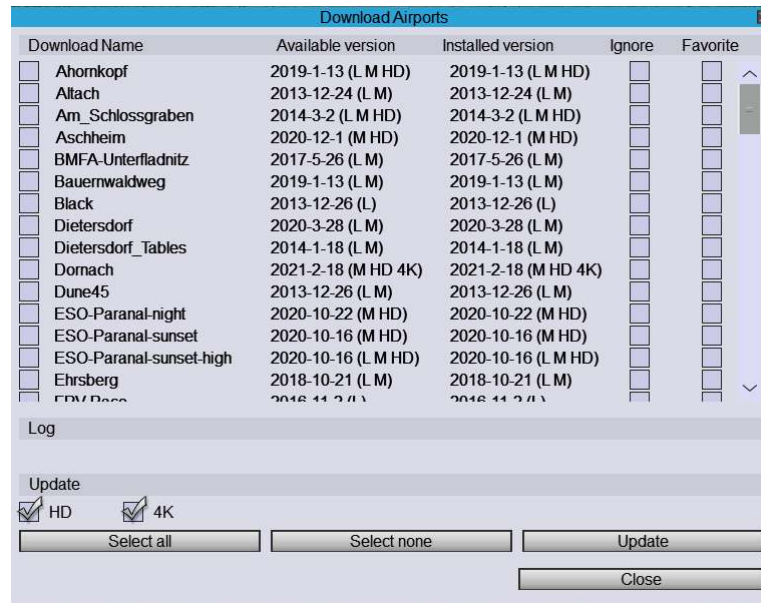 Download Airports
Download Name Available version Installed version Ignore Favorite
Ahornkopf 2019-1-13 (L M HD) 2019-1-13 (L M HD)
Altach 2013-12-24 (L M) 2013-12-24 (L M)
Am_Schlossgraben 2014-3-2 (L M HD) 2014-3-2 (L M HD)
Aschheim 2020-12-1 (M HD) 2020-12-1 (M HD)
BMFA-Unterfladnitz 2017-5-26 (L M) 2017-5-26 (L M)
Bauernwaldweg 2019-1-13 (L M) 2019-1-13 (L M)
Black 2013-12-26 (L) 2013-12-26 (L)
Dietersdorf 2020-3-28 (L M) 2020-3-28 (L M)
Dietersdorf_Tables 2014-1-18 (L M) 2014-1-18 (L M)
Dornach 2021-2-18 (M HD 4K) 2021-2-18 (M HD 4K)
Dune45 2013-12-26 (L M) 2013-12-26 (L M)
ESO-Paranal-night 2020-10-22 (M HD) 2020-10-22 (M HD)
ESO-Paranal-sunset 2020-10-16 (M HD) 2020-10-16 (M HD)
ESO-Paranal-sunset-high 2020-10-16 (L M HD) 2020-10-16 (L M HD)
Ehrsberg 2018-10-21 (L M) 2018-10-21 (L M)
Log
Update
HD 4K
Select all Select none Update
Close